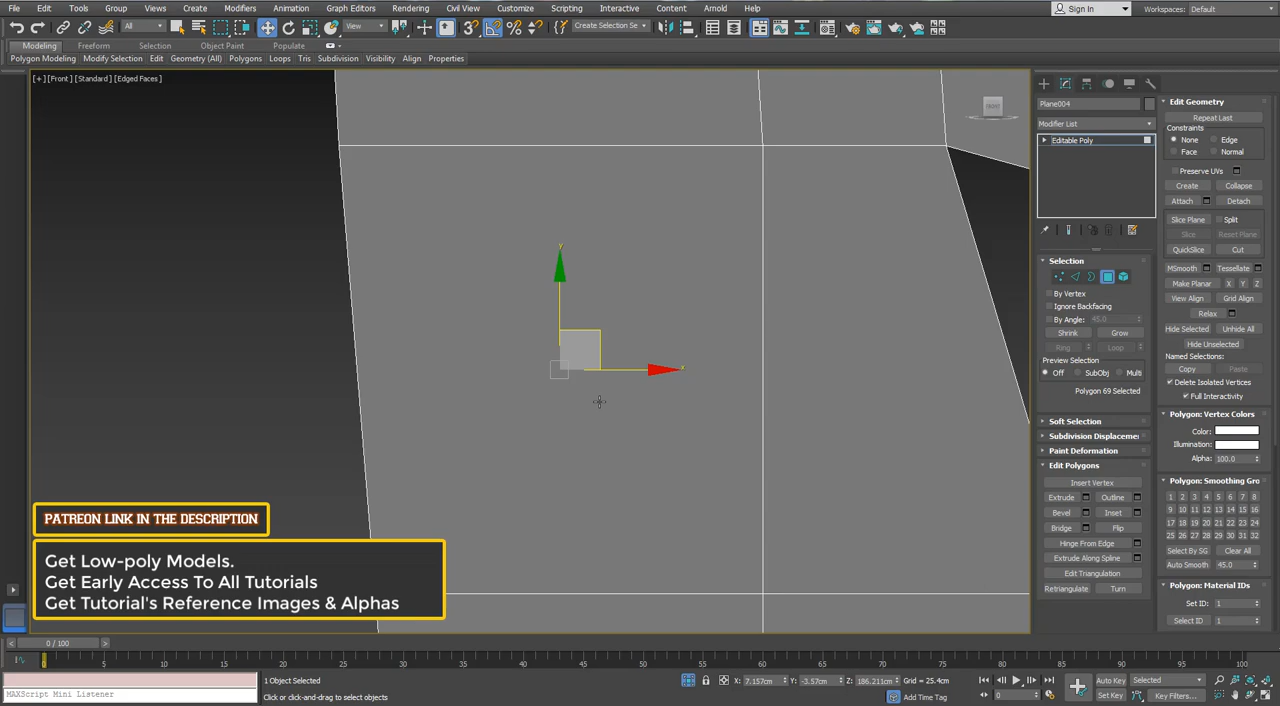 File Edit Tools Group Views Create Modifiers Animation Graph Editors Rendering Civil View Customize Scripting Interactive Content Arnold Help Sign In Workspaces: Default
All View Create Selection Se
Modeling Freeform Selection Object Paint Populate
Polygon Modeling Modify Selection Edit Geometry (All) Polygons Loops Tris Subdivision Visibility Align Properties
[+] [Front] [Standard] [Edged Faces]
FRONT
y
x
PATREON LINK IN THE DESCRIPTION
Get Low-poly Models.
Get Early Access To All Tutorials
Get Tutorial's Reference Images & Alphas
Plane004
Modifier List
Editable Poly
Selection
By Vertex
Ignore Backfacing
By Angle: 45.0
Shrink Grow
Ring Loop
Preview Selection
Off SubObj Multi
Polygon 69 Selected
Soft Selection
Subdivision Displacemen
Paint Deformation
Edit Polygons
Insert Vertex
Extrude Outline
Bevel Inset
Bridge Flip
Hinge From Edge
Extrude Along Spline
Edit Triangulation
Retriangulate Turn
Edit Geometry
Repeat Last
Constraints
None Edge
Face Normal
Preserve UVs
Create Collapse
Attach Detach
Slice Plane Split
Slice Reset Plane
QuickSlice Cut
MSmooth Tessellate
Make Planar X Y Z
View Align Grid Align
Relax
Hide Selected Unhide All
Hide Unselected
Named Selections:
Copy Paste
Delete Isolated Vertices
Full Interactivity
Polygon: Vertex Colors
Color:
Illumination:
Alpha: 100.0
Polygon: Smoothing Gro
1 2 3 4 5 6 7 8
9 10 11 12 13 14 15 16
17 18 19 20 21 22 23 24
25 26 27 28 29 30 31 32
Select By SG Clear All
Auto Smooth 45.0
Polygon: Material IDs
Set ID: 1
Select ID 1
< 0 / 100 >
0 5 10 15 20 25 30 35 40 45 50 55 60 65 70 75 80 85 90 95 100
MAXScript Mini Listener
1 Object Selected
Click or click-and-drag to select objects
X: 7.157cm Y: -3.57cm Z: 186.211cm Grid = 25.4cm
Add Time Tag
0
Auto Key Selected
Set Key Key Filters...